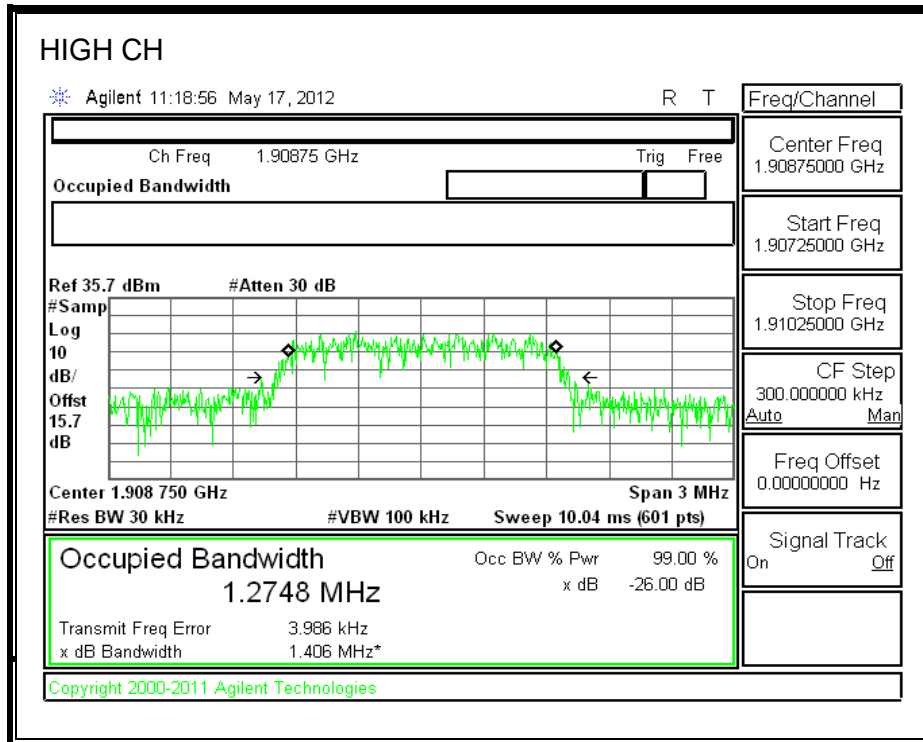 HIGH CH
Agilent 11:18:56 May 17, 2012 R T
Freq/Channel
Ch Freq 1.90875 GHz Trig Free
Occupied Bandwidth
Center Freq
1.90875000 GHz
Start Freq
1.90725000 GHz
Stop Freq
1.91025000 GHz
CF Step
300.000000 kHz
Auto Man
Freq Offset
0.00000000 Hz
Signal Track
On Off
Ref 35.7 dBm #Atten 30 dB
#Samp
Log
10
dB/
Offst
15.7
dB
Center 1.908 750 GHz Span 3 MHz
#Res BW 30 kHz #VBW 100 kHz Sweep 10.04 ms (601 pts)
Occupied Bandwidth Occ BW % Pwr 99.00 %
1.2748 MHz x dB -26.00 dB
Transmit Freq Error 3.986 kHz
x dB Bandwidth 1.406 MHz*
Copyright 2000-2011 Agilent Technologies